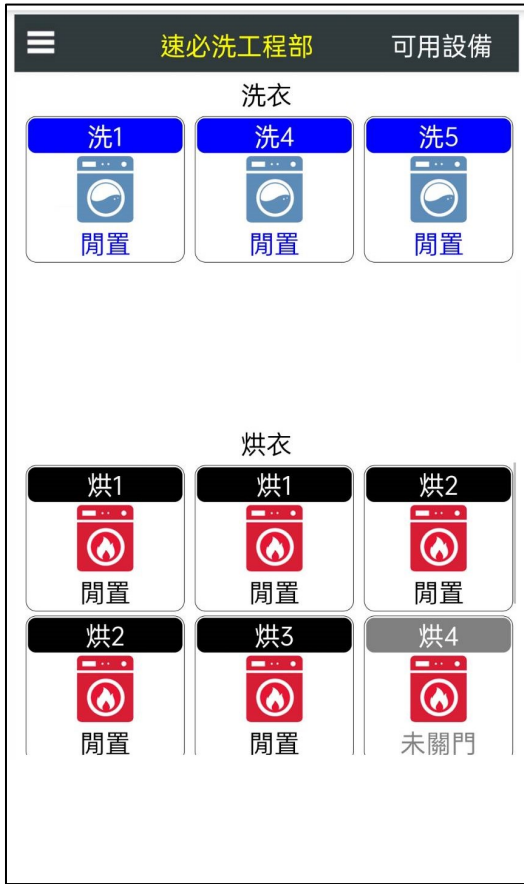 速必洗工程部 可用設備
洗衣
洗1 洗4 洗5
閒置 閒置 閒置
烘衣
烘1 烘1 烘2
閒置 閒置 閒置
烘2 烘3 烘4
閒置 閒置 未關門